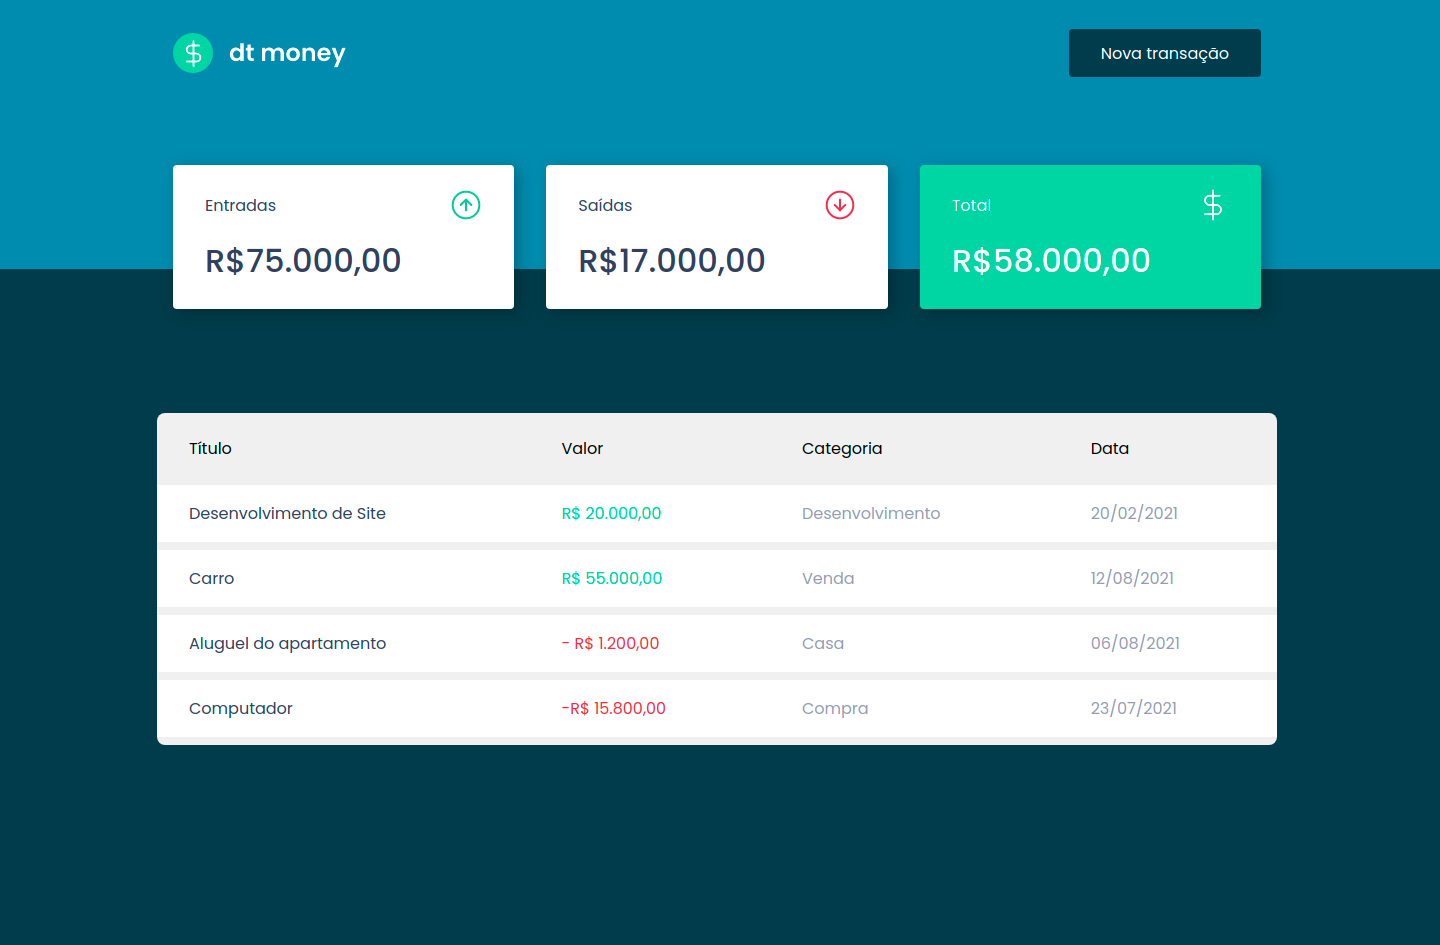 dt money
Nova transação
Entradas
R$75.000,00
Saídas
R$17.000,00
Total
R$58.000,00
Título Valor Categoria Data
Desenvolvimento de Site R$ 20.000,00 Desenvolvimento 20/02/2021
Carro R$ 55.000,00 Venda 12/08/2021
Aluguel do apartamento - R$ 1.200,00 Casa 06/08/2021
Computador -R$ 15.800,00 Compra 23/07/2021